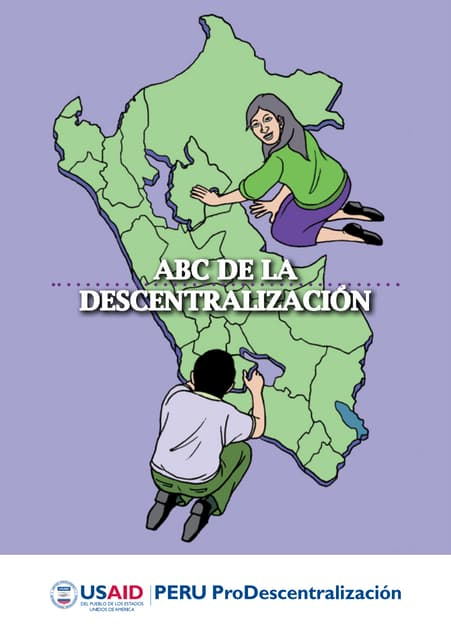 ABC DE LA
DESCENTRALIZACIÓN
USAID
DEL PUEBLO DE LOS ESTADOS
UNIDOS DE AMÉRICA
PERU ProDescentralización